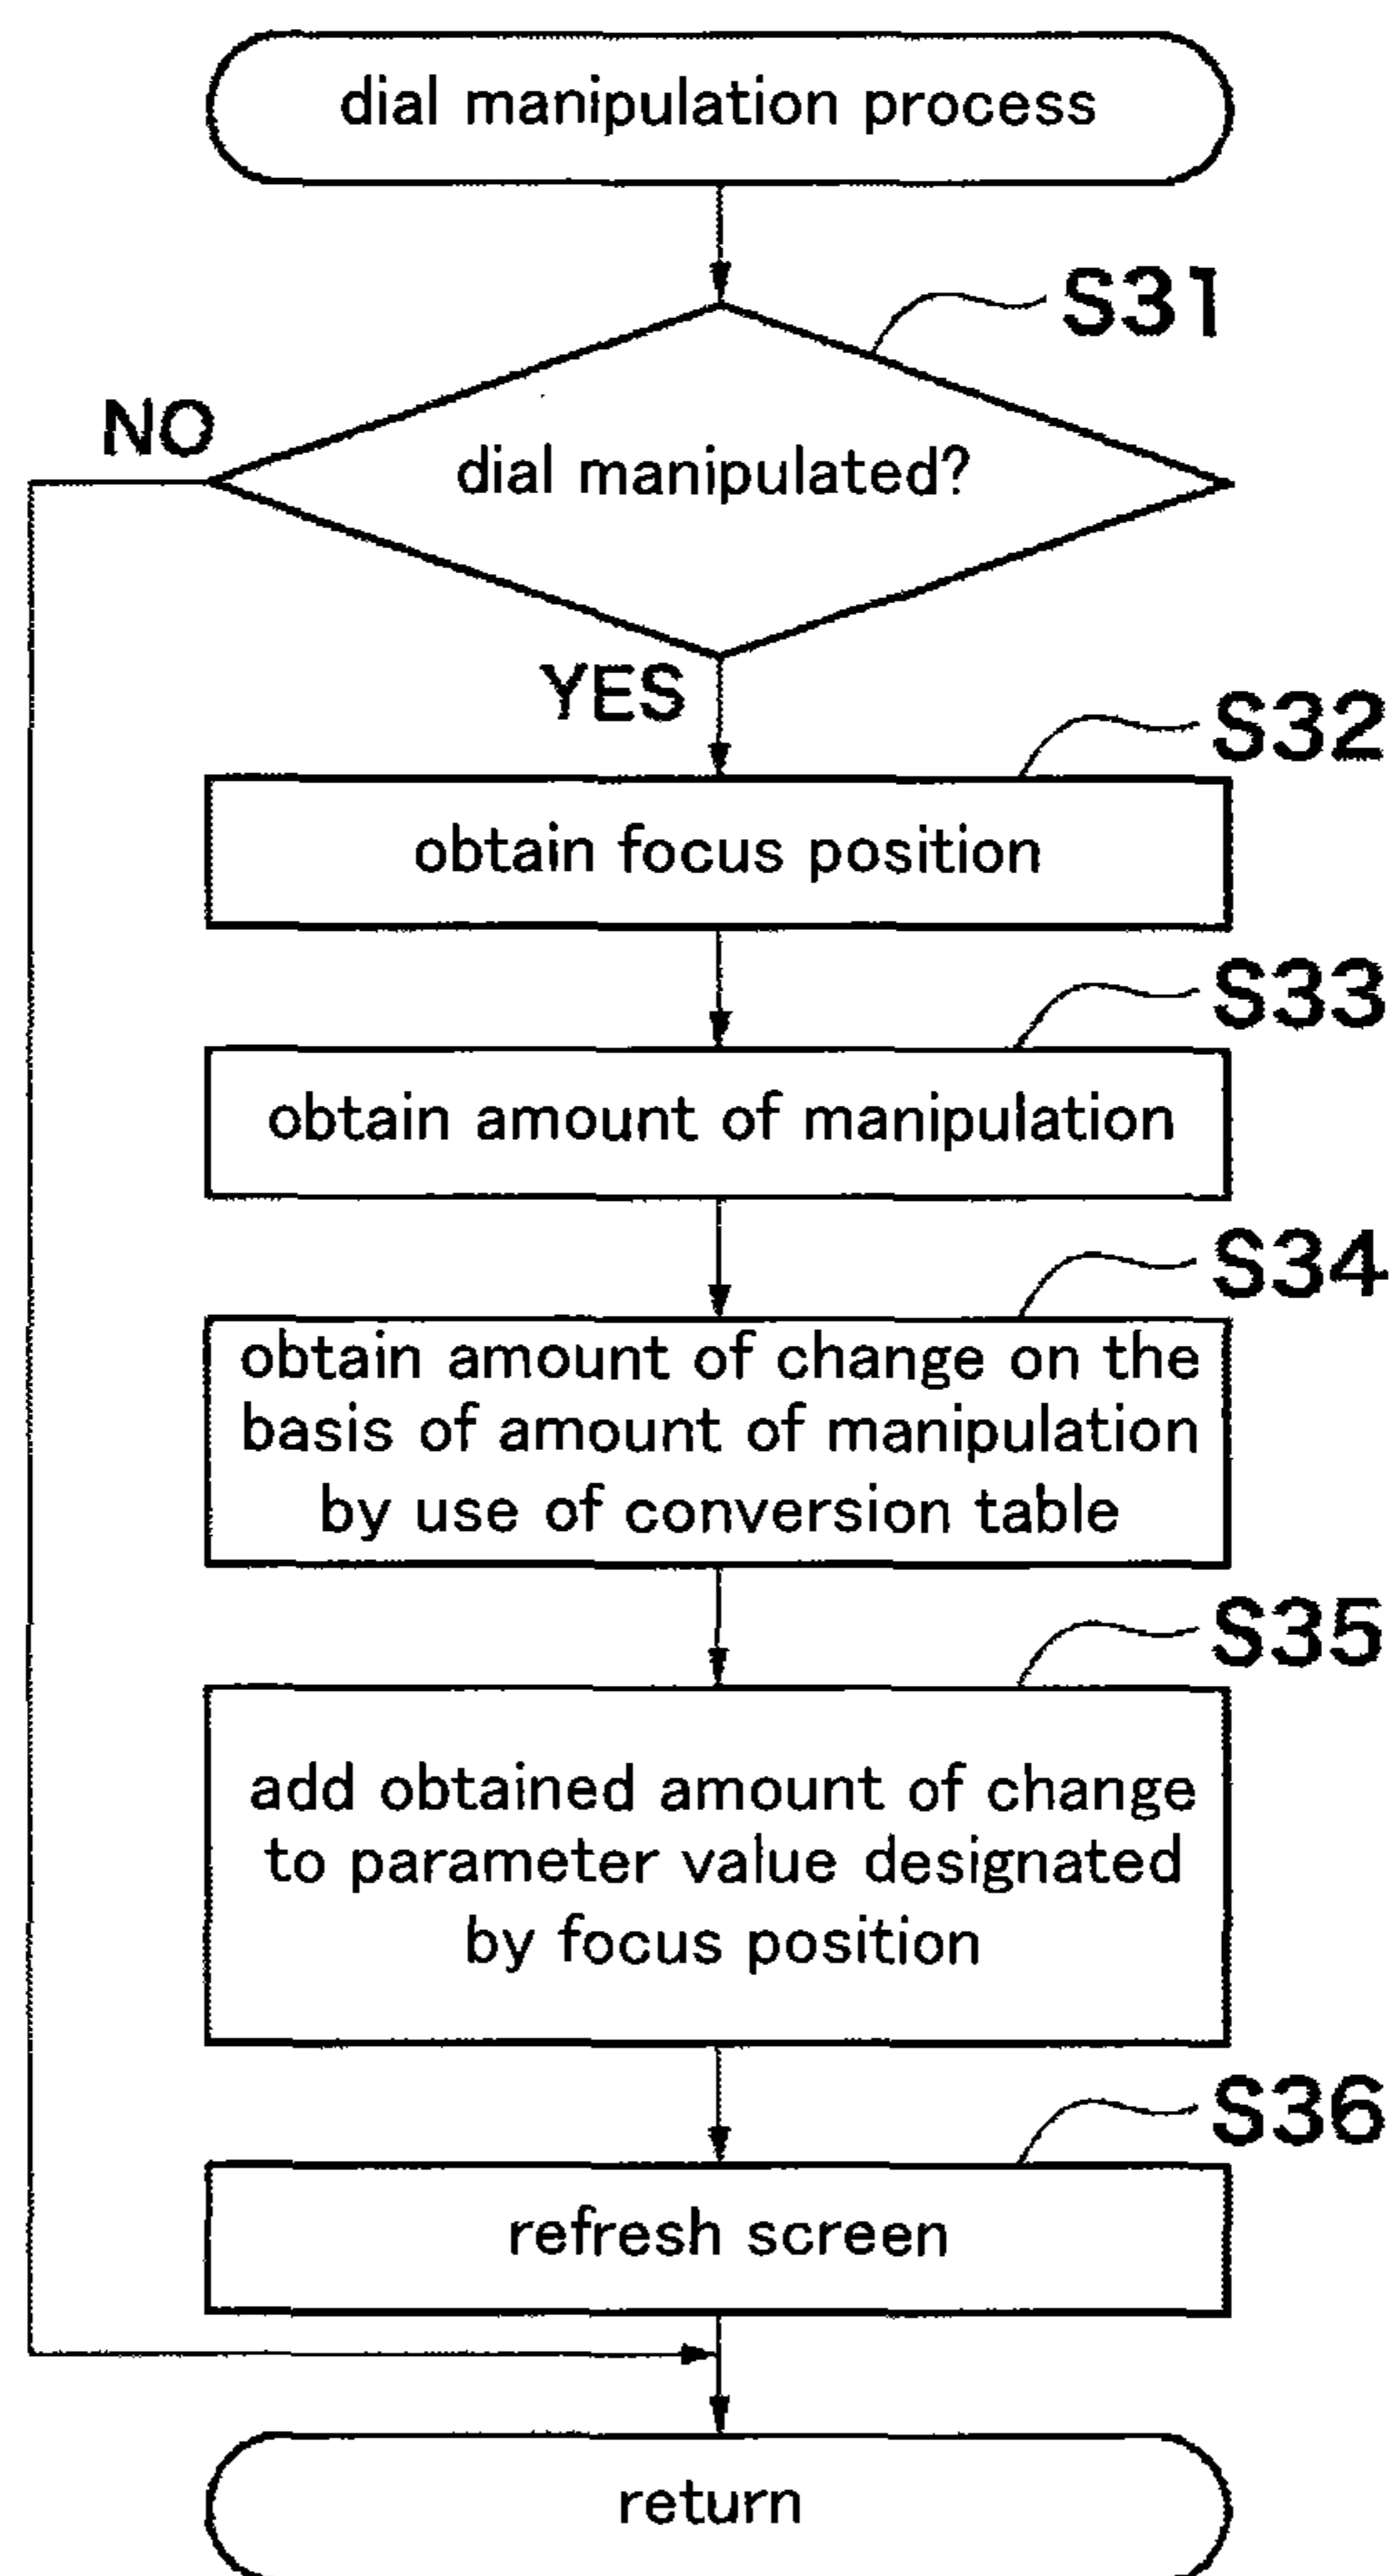 dial manipulation process
S31
NO
dial manipulated?
YES
S32
obtain focus position
S33
obtain amount of manipulation
S34
obtain amount of change on the
basis of amount of manipulation
by use of conversion table
S35
add obtained amount of change
to parameter value designated
by focus position
S36
refresh screen
return